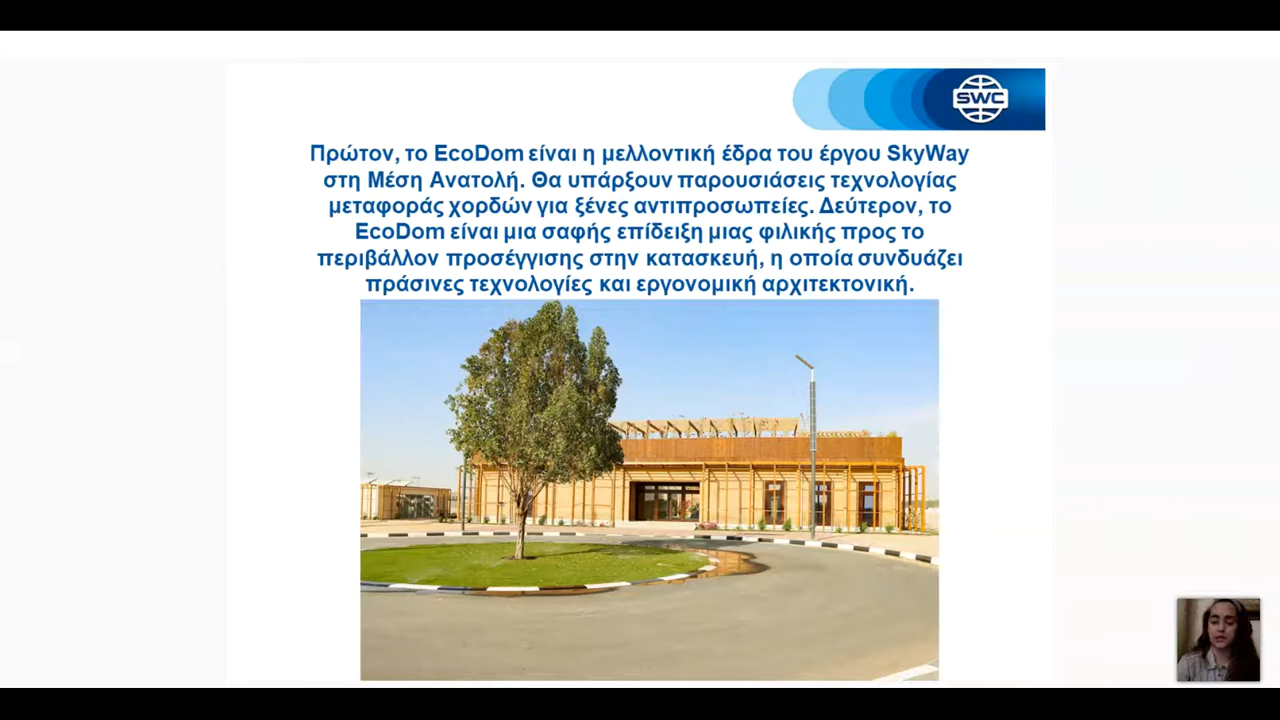 SWC
Πρώτον, το EcoDom είναι η μελλοντική έδρα του έργου SkyWay
στη Μέση Ανατολή. Θα υπάρξουν παρουσιάσεις τεχνολογίας
μεταφοράς χορδών για ξένες αντιπροσωπείες. Δεύτερον, το
EcoDom είναι μια σαφής επίδειξη μιας φιλικής προς το
περιβάλλον προσέγγισης στην κατασκευή, η οποία συνδυάζει
πράσινες τεχνολογίες και εργονομική αρχιτεκτονική.